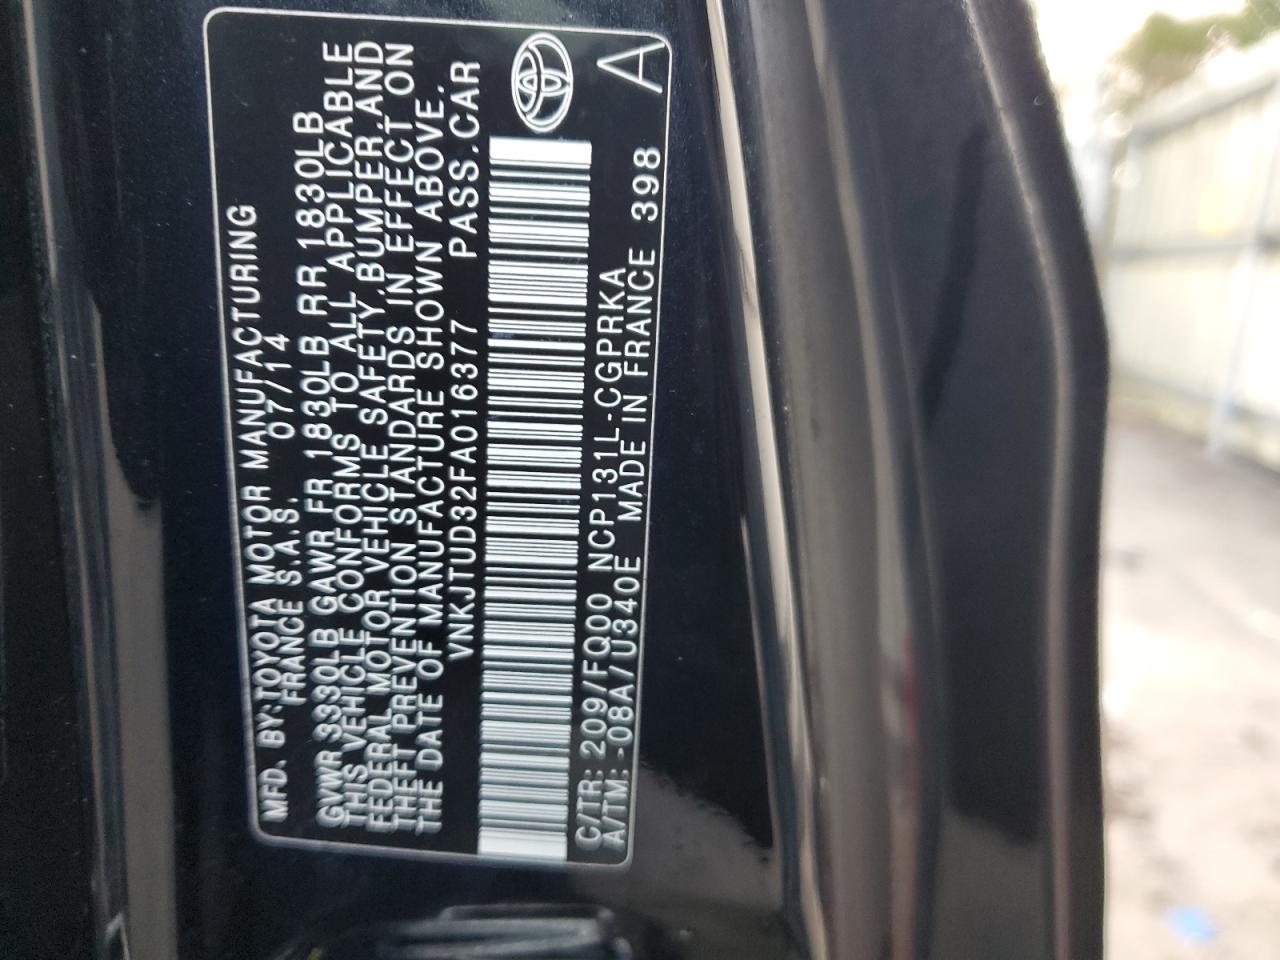 MFD. BY: TOYOTA MOTOR MANUFACTURING
FRANCE S.A.S. 07/14
GVWR 3330LB GAWR FR 1830LB RR 1830LB
THIS VEHICLE CONFORMS TO ALL APPLICABLE
FEDERAL MOTOR VEHICLE SAFETY,BUMPER,AND
THEFT PREVENTION STANDARDS IN EFFECT ON
THE DATE OF MANUFACTURE SHOWN ABOVE.
VNKJTUD32FA016377 PASS.CAR
C/TR: 209/FQ00 NCP131L-CGPRKA
A/TM: -08A/U340E MADE IN FRANCE 398
A